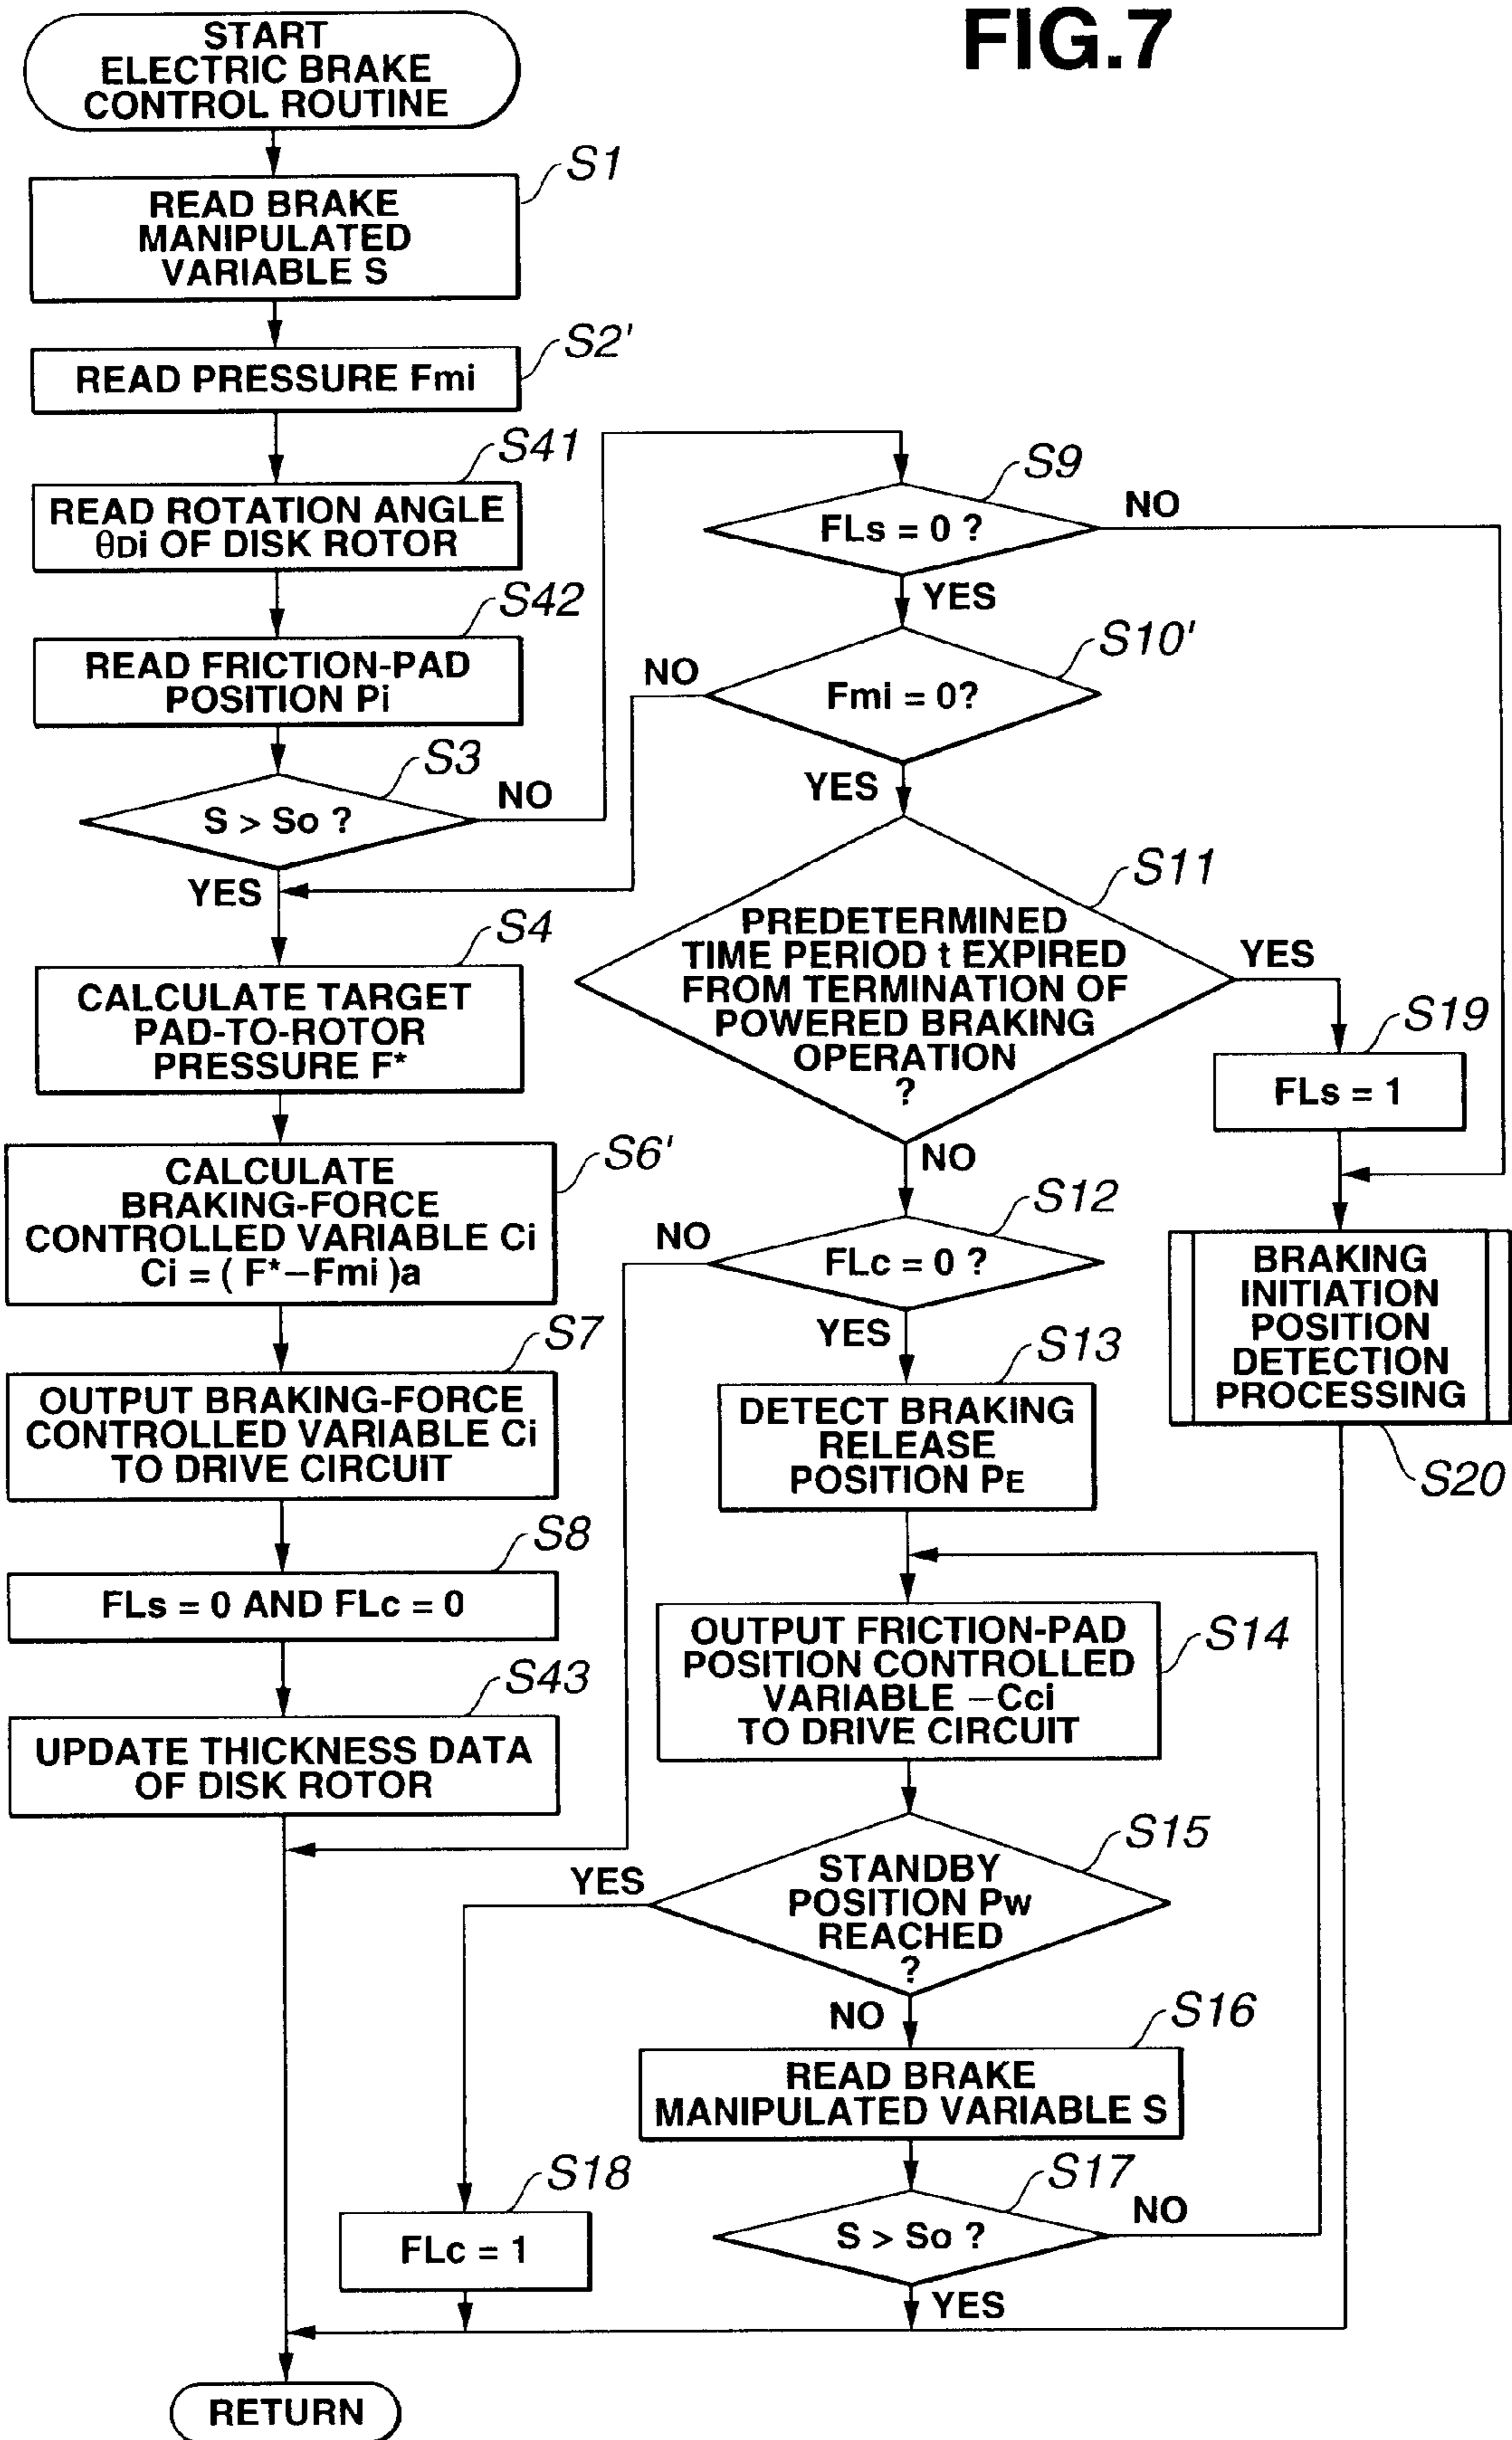 FIG.7
START
ELECTRIC BRAKE
CONTROL ROUTINE
S1
READ BRAKE
MANIPULATED
VARIABLE S
S2'
READ PRESSURE Fmi
S41
READ ROTATION ANGLE
θDi OF DISK ROTOR
S42
READ FRICTION-PAD
POSITION Pi
S3
S > So ?
NO
YES
S4
CALCULATE TARGET
PAD-TO-ROTOR
PRESSURE F*
S6'
CALCULATE
BRAKING-FORCE
CONTROLLED VARIABLE Ci
Ci = ( F*−Fmi )a
S7
OUTPUT BRAKING-FORCE
CONTROLLED VARIABLE Ci
TO DRIVE CIRCUIT
S8
FLs = 0 AND FLc = 0
S43
UPDATE THICKNESS DATA
OF DISK ROTOR
S9
FLs = 0 ?
NO
YES
S10'
Fmi = 0?
NO
YES
S11
PREDETERMINED
TIME PERIOD t EXPIRED
FROM TERMINATION OF
POWERED BRAKING
OPERATION
?
YES
NO
S19
FLs = 1
S12
FLc = 0 ?
NO
YES
BRAKING
INITIATION
POSITION
DETECTION
PROCESSING
S20
S13
DETECT BRAKING
RELEASE
POSITION PE
S14
OUTPUT FRICTION-PAD
POSITION CONTROLLED
VARIABLE −Cci
TO DRIVE CIRCUIT
S15
STANDBY
POSITION Pw
REACHED
?
YES
NO
S16
READ BRAKE
MANIPULATED VARIABLE S
S17
S > So ?
NO
YES
S18
FLc = 1
RETURN